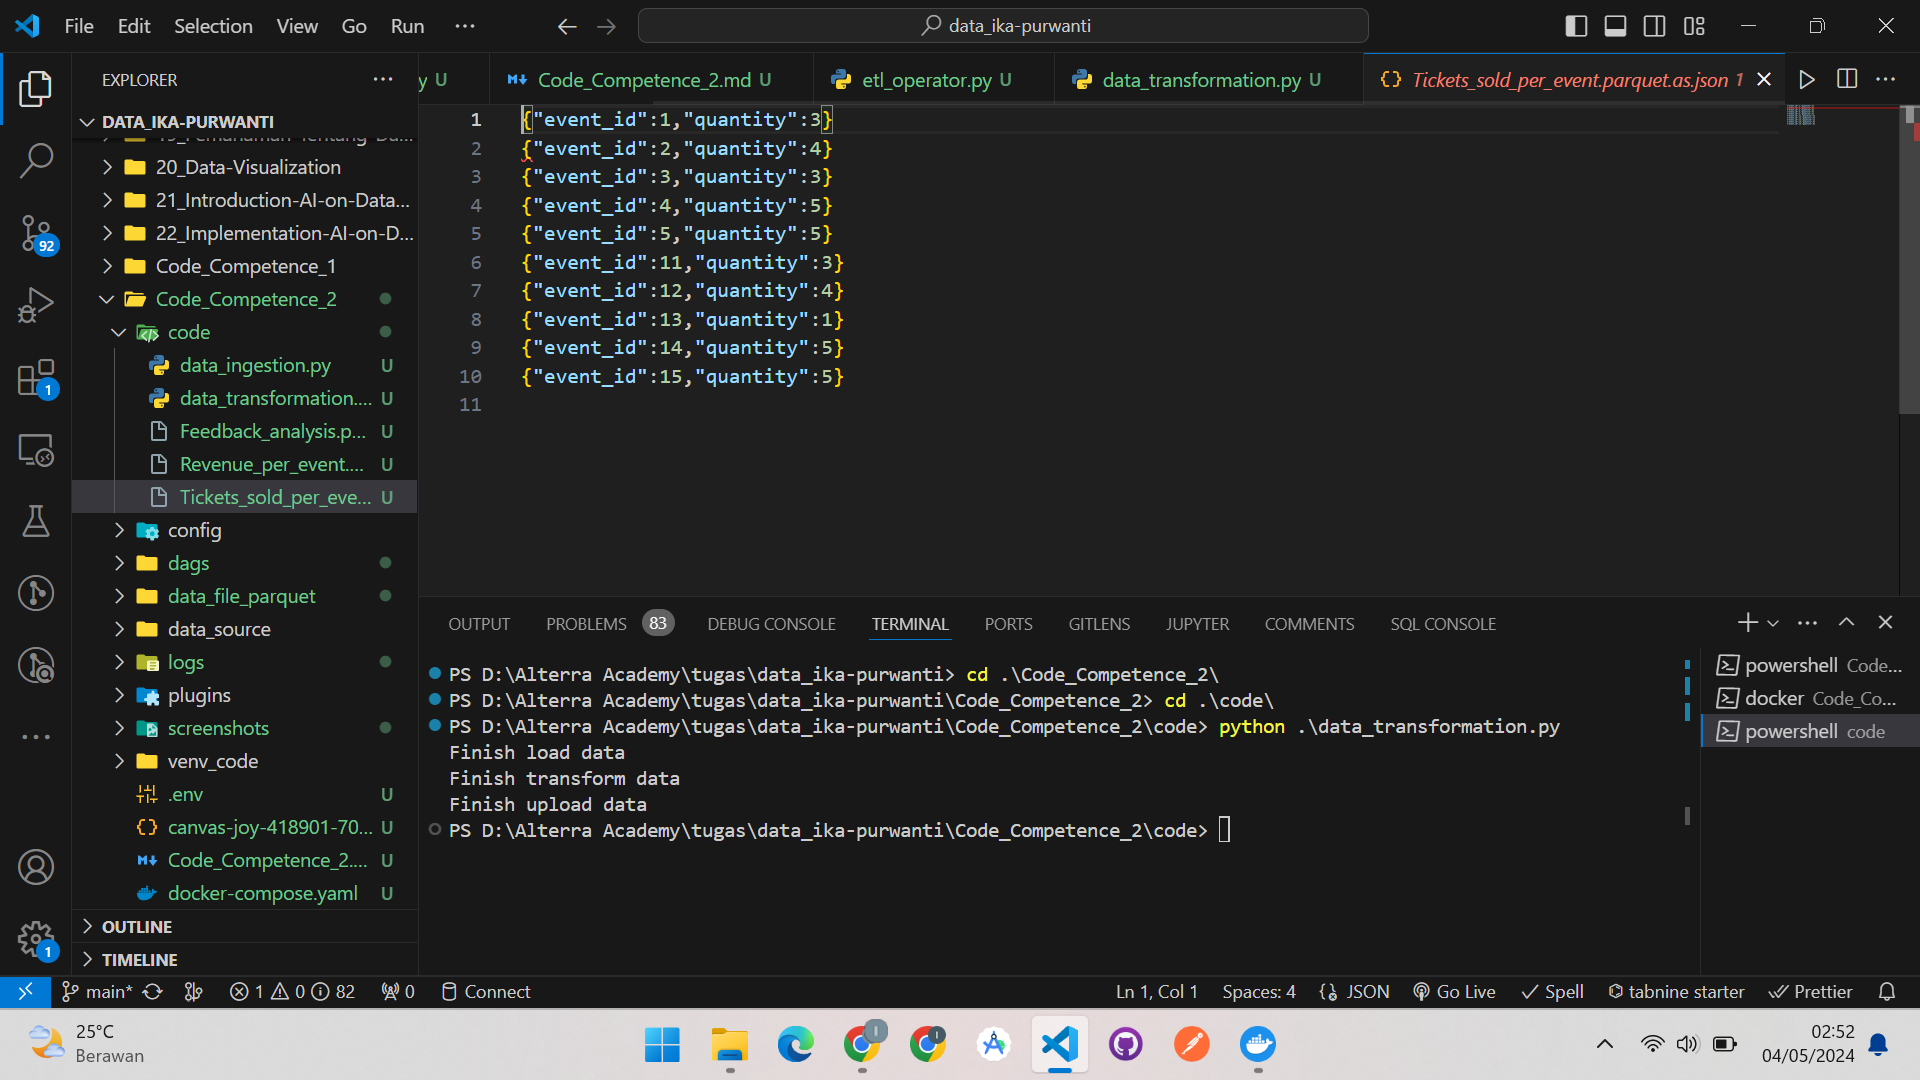 File Edit Selection View Go Run ··· data_ika-purwanti
EXPLORER
y U
Code_Competence_2.md U
etl_operator.py U
data_transformation.py U
Tickets_sold_per_event.parquet.as.json 1
DATA_IKA-PURWANTI
20_Data-Visualization
21_Introduction-AI-on-Data...
22_Implementation-AI-on-D...
Code_Competence_1
Code_Competence_2
code
data_ingestion.py U
data_transformation.... U
Feedback_analysis.p... U
Revenue_per_event.... U
Tickets_sold_per_eve... U
config
dags
data_file_parquet
data_source
logs
plugins
screenshots
venv_code
.env U
canvas-joy-418901-70... U
Code_Competence_2.... U
docker-compose.yaml U
OUTLINE
TIMELINE
92
1
1
1 {"event_id":1,"quantity":3}
2 {"event_id":2,"quantity":4}
3 {"event_id":3,"quantity":3}
4 {"event_id":4,"quantity":5}
5 {"event_id":5,"quantity":5}
6 {"event_id":11,"quantity":3}
7 {"event_id":12,"quantity":4}
8 {"event_id":13,"quantity":1}
9 {"event_id":14,"quantity":5}
10 {"event_id":15,"quantity":5}
11
OUTPUT PROBLEMS 83 DEBUG CONSOLE TERMINAL PORTS GITLENS JUPYTER COMMENTS SQL CONSOLE
PS D:\Alterra Academy\tugas\data_ika-purwanti> cd .\Code_Competence_2\
PS D:\Alterra Academy\tugas\data_ika-purwanti\Code_Competence_2> cd .\code\
PS D:\Alterra Academy\tugas\data_ika-purwanti\Code_Competence_2\code> python .\data_transformation.py
Finish load data
Finish transform data
Finish upload data
PS D:\Alterra Academy\tugas\data_ika-purwanti\Code_Competence_2\code>
powershell Code...
docker Code_Co...
powershell code
main* 1 0 82 0 Connect Ln 1, Col 1 Spaces: 4 JSON Go Live Spell tabnine starter Prettier
25°C
Berawan
02:52
04/05/2024